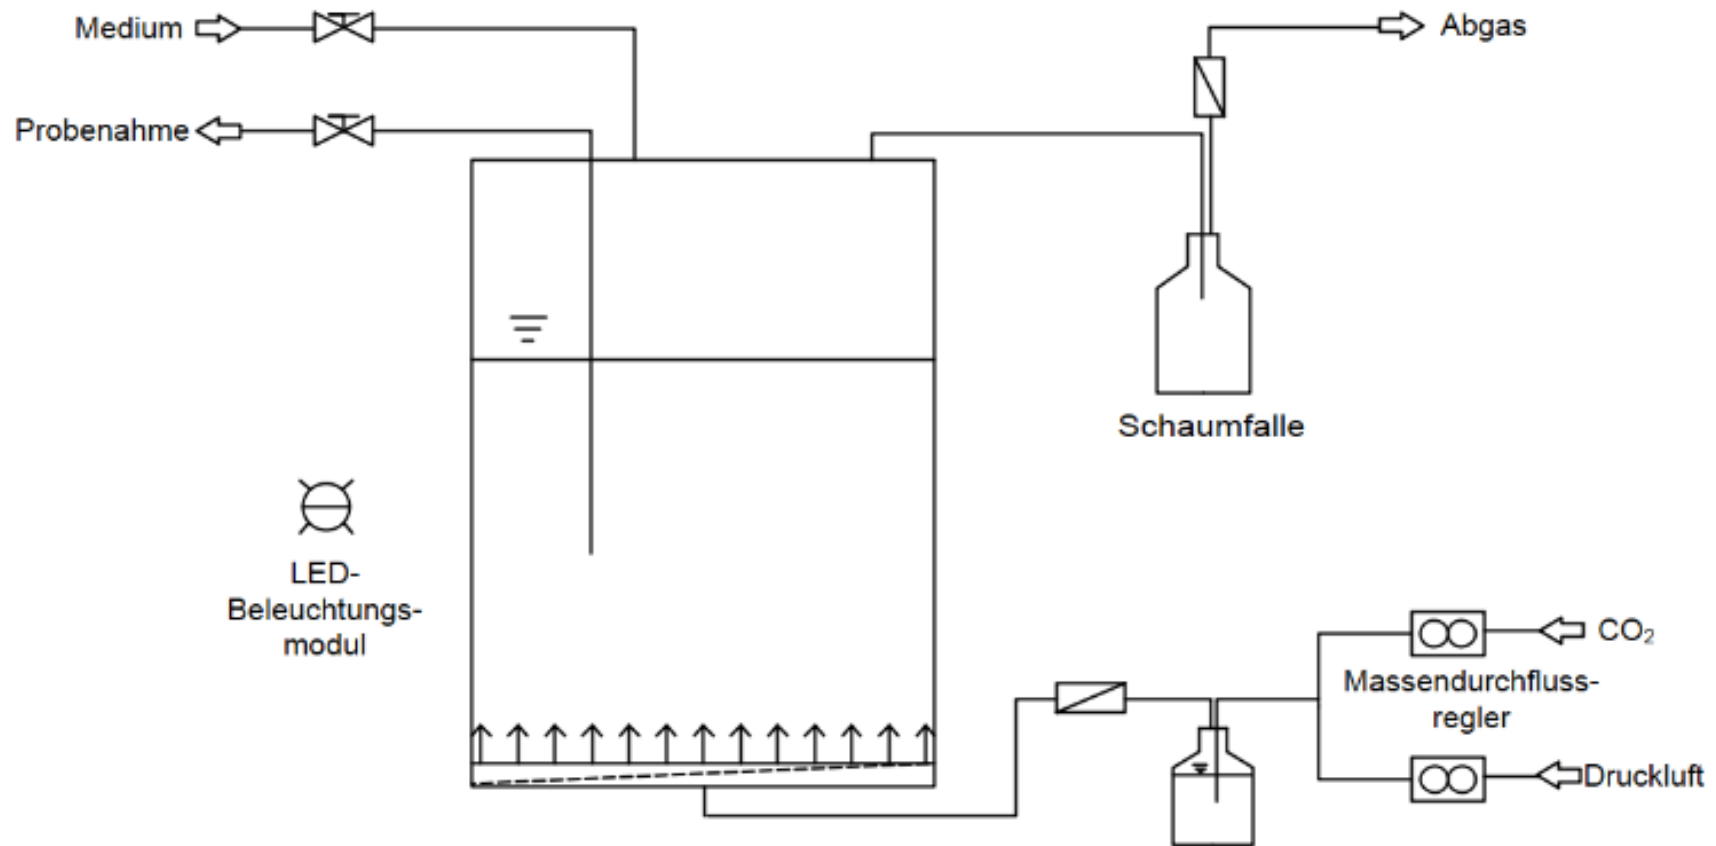 Medium
Abgas
Probenahme
Schaumfalle
LED-
Beleuchtungs-
modul
CO₂
Massendurchfluss-
regler
Druckluft